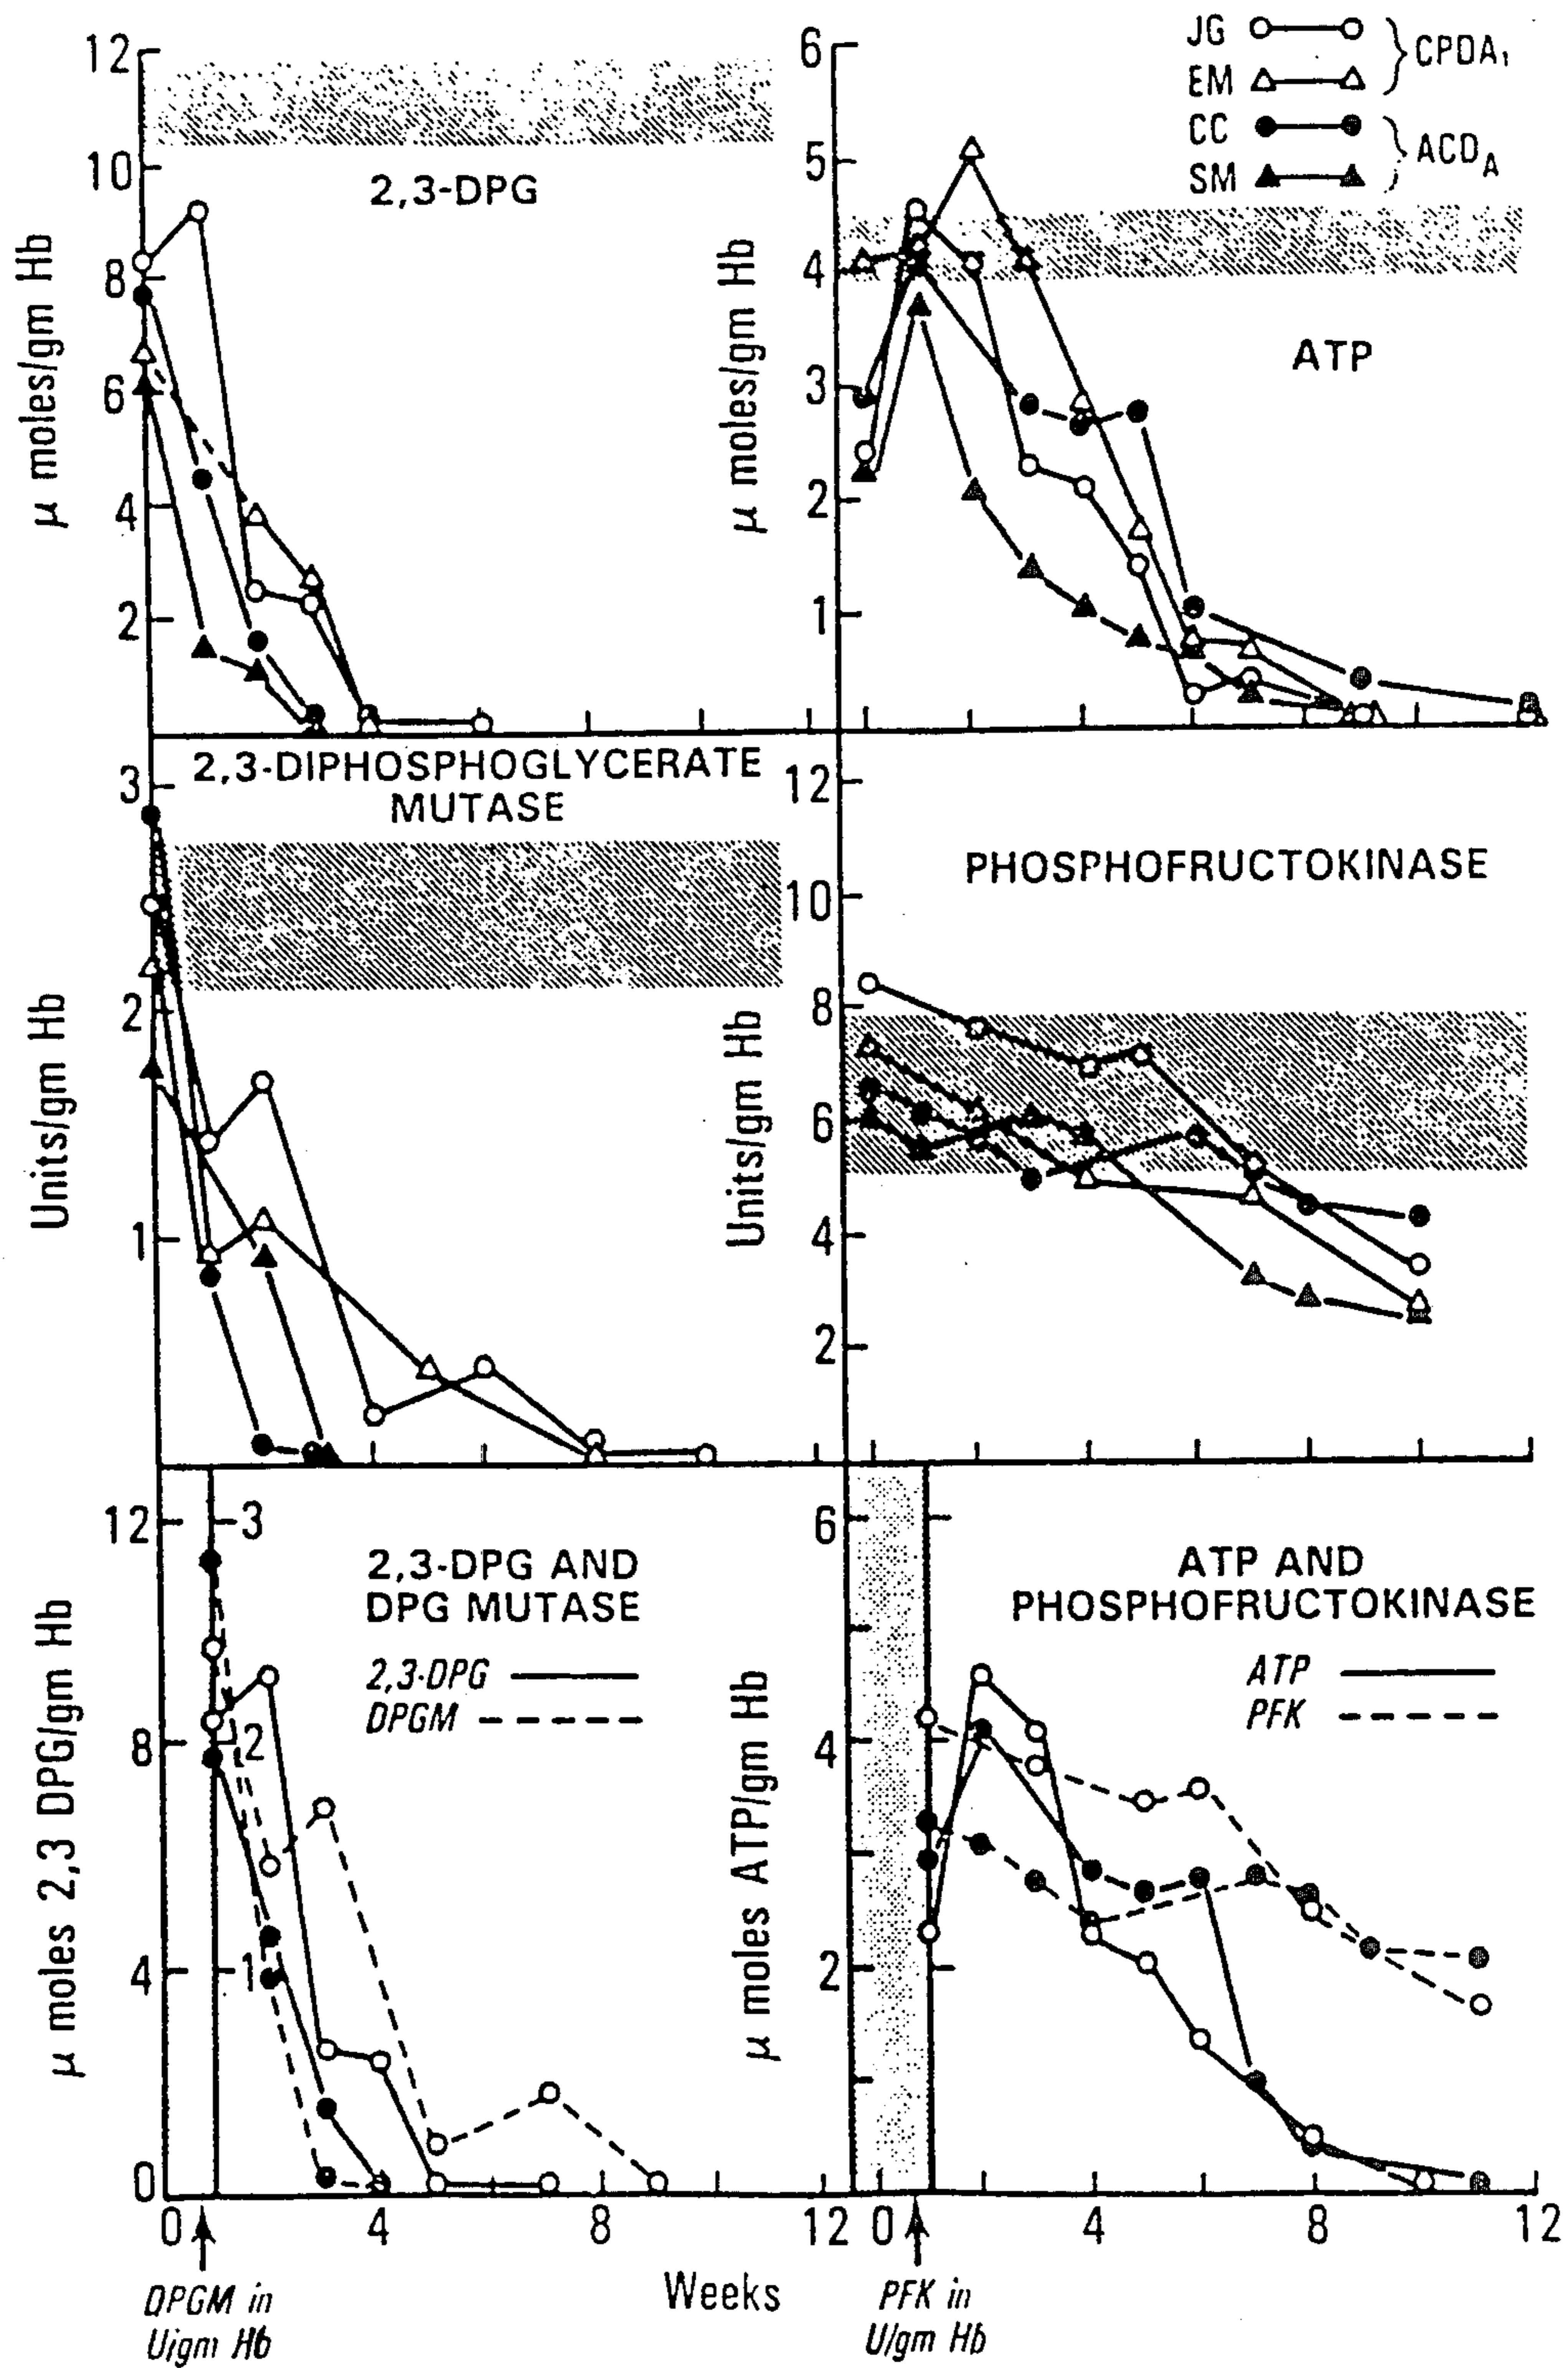 JG
EM
CPDA₁
CC
SM
ACD_A
12
10
8
6
4
2
μ moles/gm Hb
2,3-DPG
6
5
4
3
2
1
μ moles/gm Hb
ATP
3
2
1
Units/gm Hb
2,3-DIPHOSPHOGLYCERATE
MUTASE
12
10
8
6
4
2
Units/gm Hb
PHOSPHOFRUCTOKINASE
12
8
4
0
3
2
1
μ moles 2,3 DPG/gm Hb
2,3-DPG AND
DPG MUTASE
2,3-DPG
DPGM
6
4
2
μ moles ATP/gm Hb
ATP AND
PHOSPHOFRUCTOKINASE
ATP
PFK
0 4 8 12
0 4 8 12
Weeks
DPGM in
U/gm Hb
PFK in
U/gm Hb